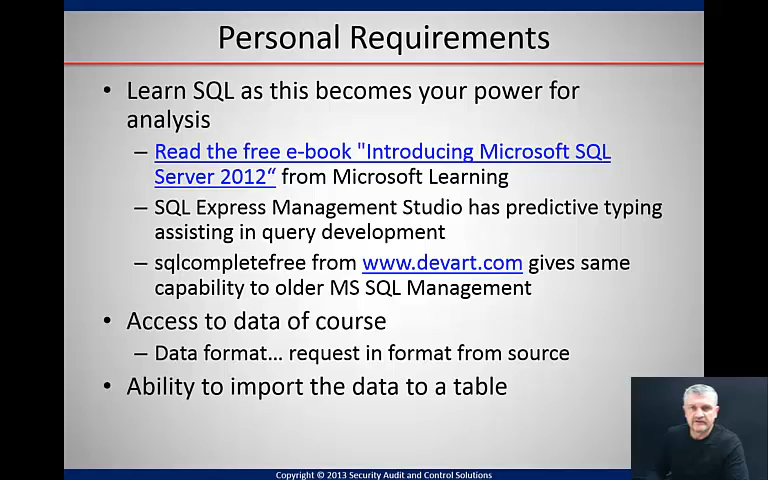 Personal Requirements
• Learn SQL as this becomes your power for
analysis
– Read the free e-book "Introducing Microsoft SQL
Server 2012“ from Microsoft Learning
– SQL Express Management Studio has predictive typing
assisting in query development
– sqlcompletefree from www.devart.com gives same
capability to older MS SQL Management
• Access to data of course
– Data format… request in format from source
• Ability to import the data to a table
Copyright © 2013 Security Audit and Control Solutions